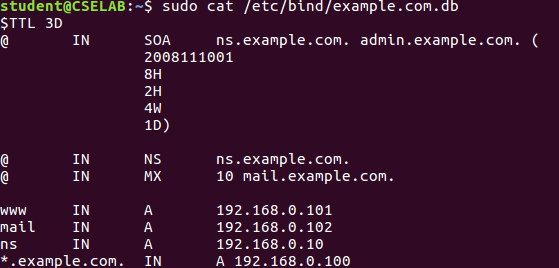 student@CSELAB:~$ sudo cat /etc/bind/example.com.db
$TTL 3D
@       IN      SOA     ns.example.com. admin.example.com. (
                2008111001
                8H
                2H
                4W
                1D)

@       IN      NS      ns.example.com.
@       IN      MX      10 mail.example.com.

www     IN      A       192.168.0.101
mail    IN      A       192.168.0.102
ns      IN      A       192.168.0.10
*.example.com.  IN      A 192.168.0.100